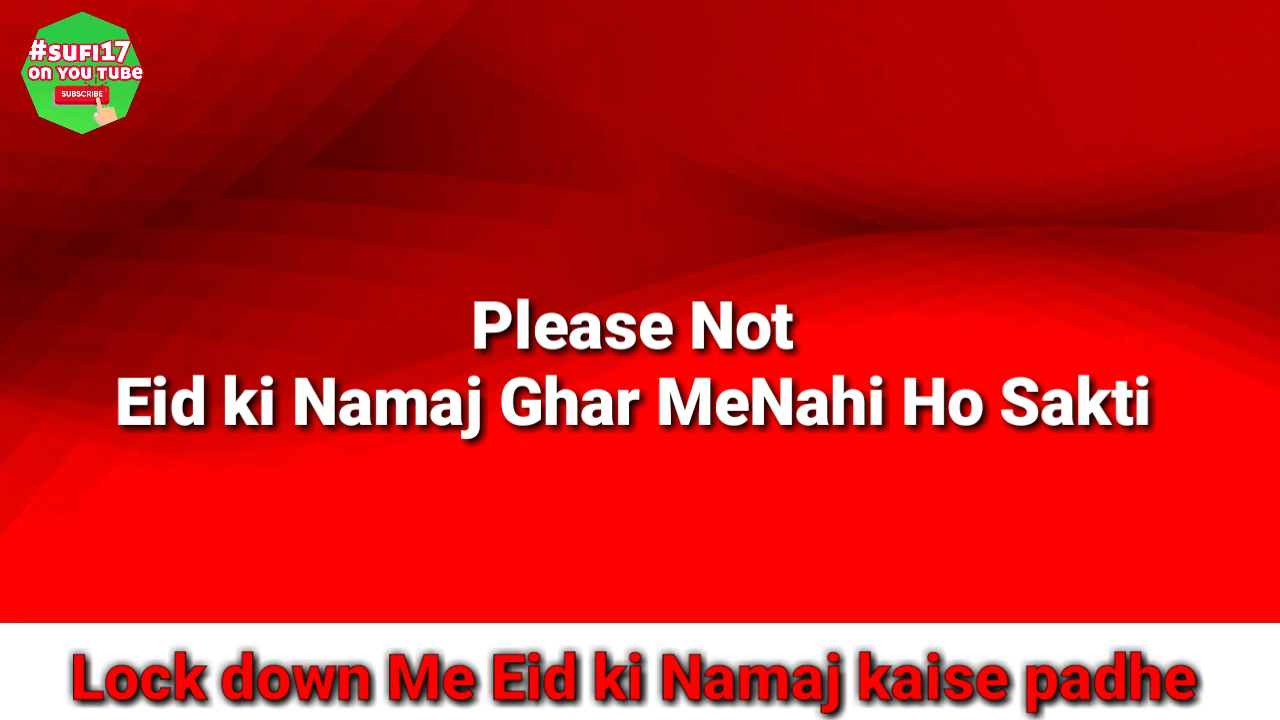 #SUFI17
ON YOU TUBE
SUBSCRIBE
Please Not
Eid ki Namaj Ghar MeNahi Ho Sakti
Lock down Me Eid ki Namaj kaise padhe